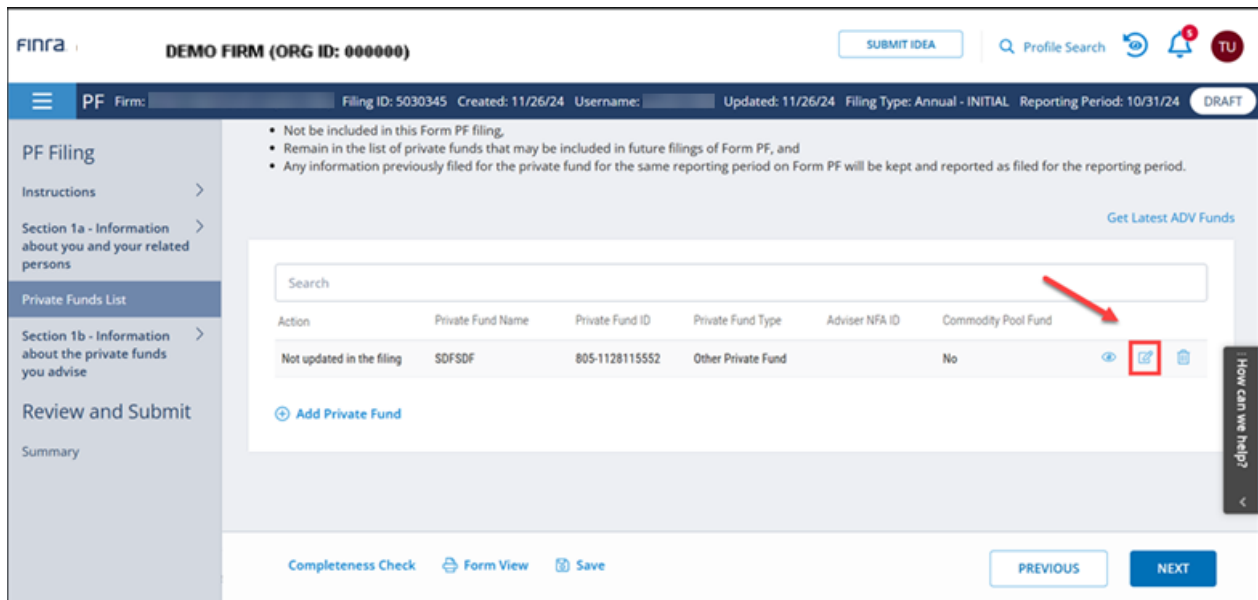 FINRA
DEMO FIRM (ORG ID: 000000)
SUBMIT IDEA
Profile Search
5
TU
PF Firm: Filing ID: 5030345 Created: 11/26/24 Username: Updated: 11/26/24 Filing Type: Annual - INITIAL Reporting Period: 10/31/24 DRAFT
PF Filing
Instructions
Section 1a - Information
about you and your related
persons
Private Funds List
Section 1b - Information
about the private funds
you advise
Review and Submit
Summary
• Not be included in this Form PF filing,
• Remain in the list of private funds that may be included in future filings of Form PF, and
• Any information previously filed for the private fund for the same reporting period on Form PF will be kept and reported as filed for the reporting period.
Get Latest ADV Funds
Search
Action Private Fund Name Private Fund ID Private Fund Type Adviser NFA ID Commodity Pool Fund
Not updated in the filing SDFSDF 805-1128115552 Other Private Fund No
Add Private Fund
How can we help?
Completeness Check Form View Save
PREVIOUS NEXT